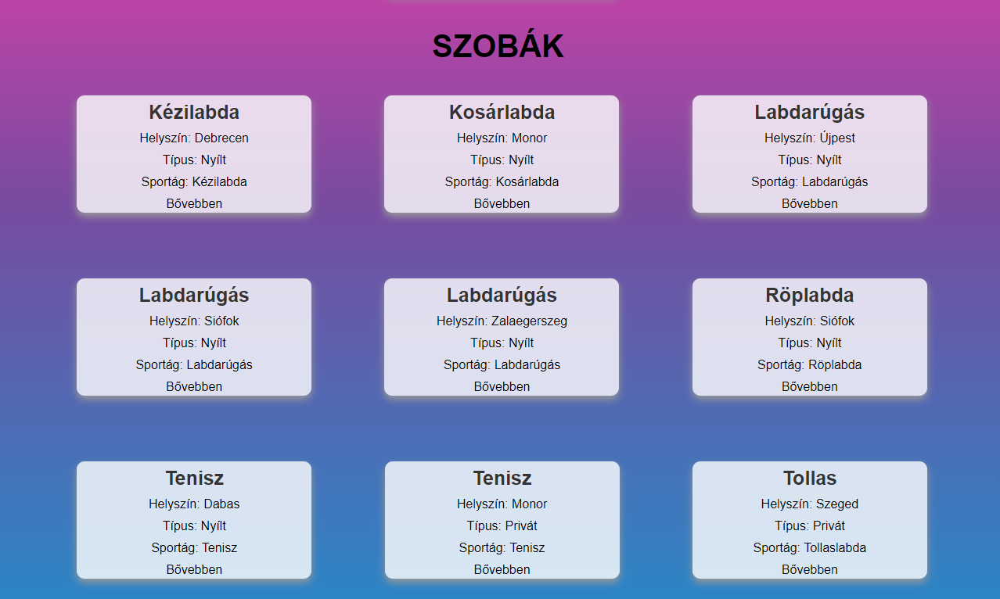 SZOBÁK
Kézilabda
Helyszín: Debrecen
Típus: Nyílt
Sportág: Kézilabda
Bővebben
Kosárlabda
Helyszín: Monor
Típus: Nyílt
Sportág: Kosárlabda
Bővebben
Labdarúgás
Helyszín: Újpest
Típus: Nyílt
Sportág: Labdarúgás
Bővebben
Labdarúgás
Helyszín: Siófok
Típus: Nyílt
Sportág: Labdarúgás
Bővebben
Labdarúgás
Helyszín: Zalaegerszeg
Típus: Nyílt
Sportág: Labdarúgás
Bővebben
Röplabda
Helyszín: Siófok
Típus: Nyílt
Sportág: Röplabda
Bővebben
Tenisz
Helyszín: Dabas
Típus: Nyílt
Sportág: Tenisz
Bővebben
Tenisz
Helyszín: Monor
Típus: Privát
Sportág: Tenisz
Bővebben
Tollas
Helyszín: Szeged
Típus: Privát
Sportág: Tollaslabda
Bővebben